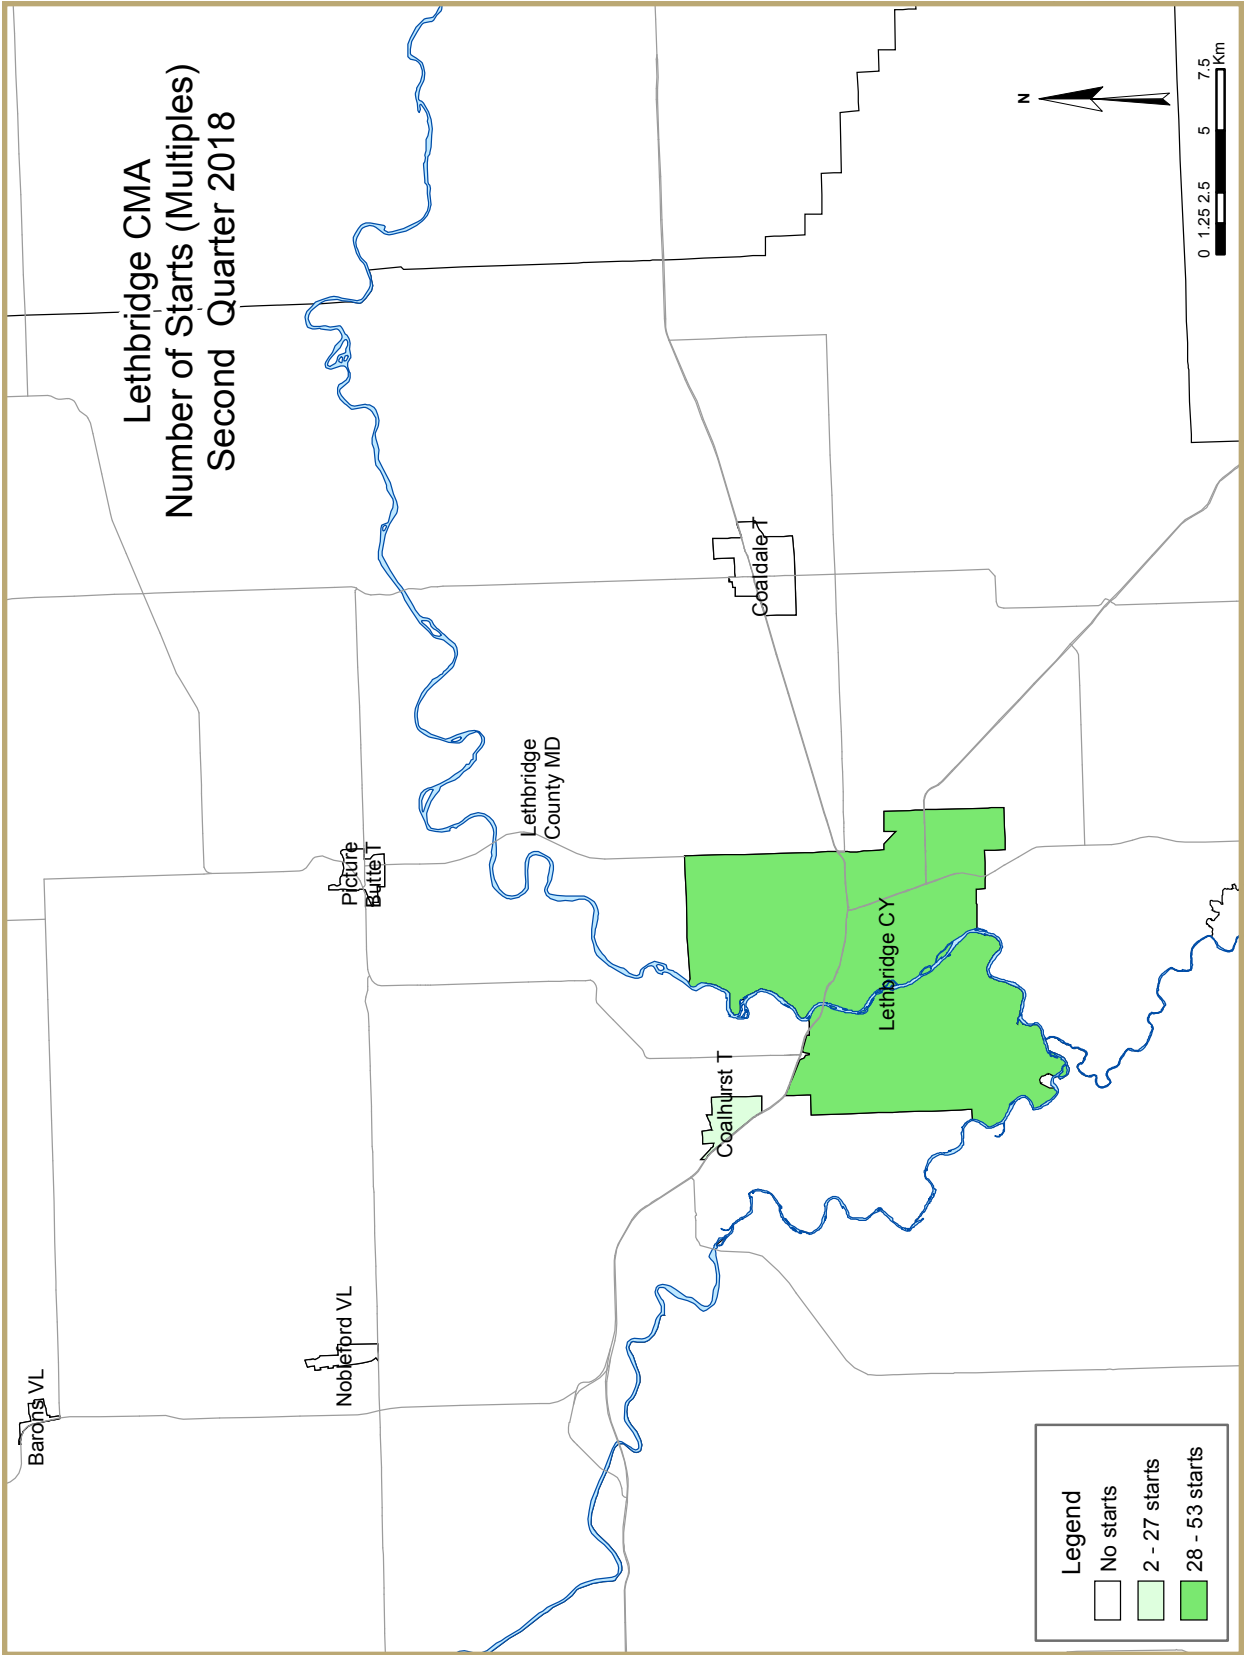 Lethbridge CMA
Number of Starts (Multiples)
Second Quarter 2018
Barons VL
Nobleford VL
Picture
Butte T
Lethbridge
County MD
Coalhurst T
Coaldale T
Lethbridge CY
N
0 1.25 2.5 5 7.5
Km
Legend
No starts
2 - 27 starts
28 - 53 starts